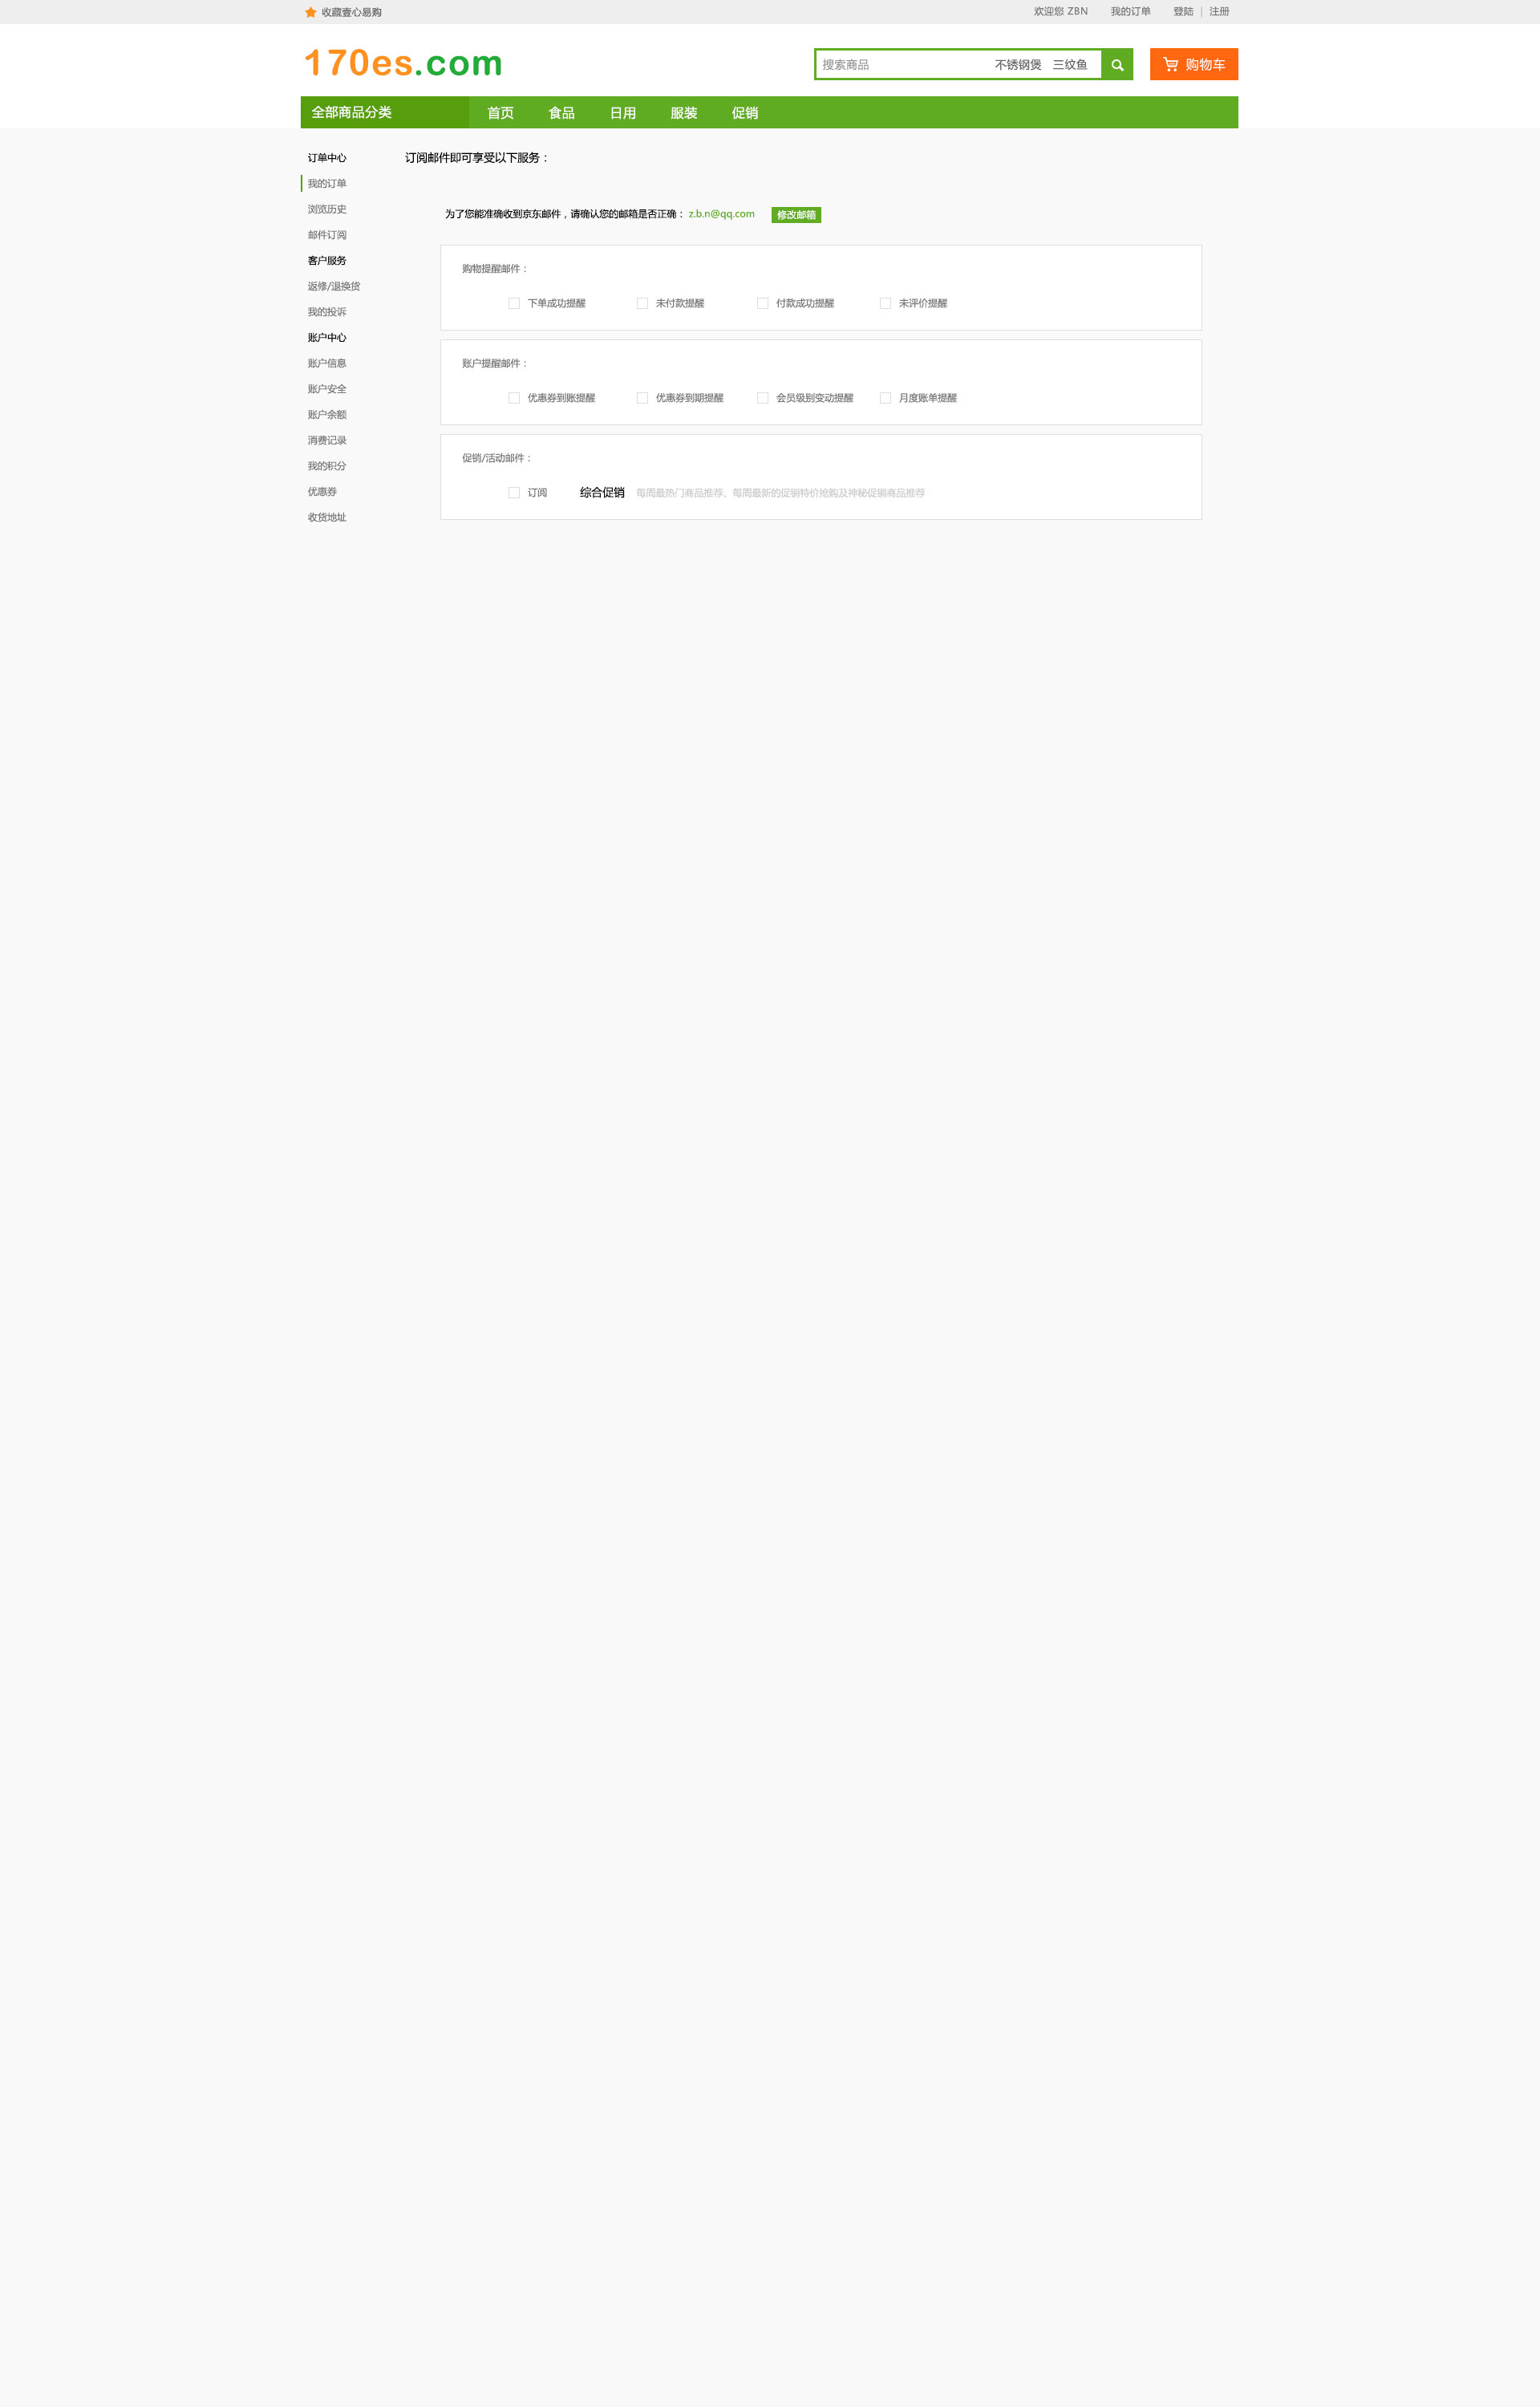 收藏壹心易购 欢迎您 ZBN 我的订单 登陆 | 注册
170es.com
搜索商品 不锈钢煲 三纹鱼 购物车
全部商品分类 首页 食品 日用 服装 促销
订单中心
我的订单
浏览历史
邮件订阅
客户服务
返修/退换货
我的投诉
账户中心
账户信息
账户安全
账户余额
消费记录
我的积分
优惠券
收货地址
订阅邮件即可享受以下服务：
为了您能准确收到京东邮件，请确认您的邮箱是否正确： z.b.n@qq.com 修改邮箱
购物提醒邮件：
下单成功提醒 未付款提醒 付款成功提醒 未评价提醒
账户提醒邮件：
优惠券到账提醒 优惠券到期提醒 会员级别变动提醒 月度账单提醒
促销/活动邮件：
订阅 综合促销 每周最热门商品推荐、每周最新的促销特价抢购及神秘促销商品推荐